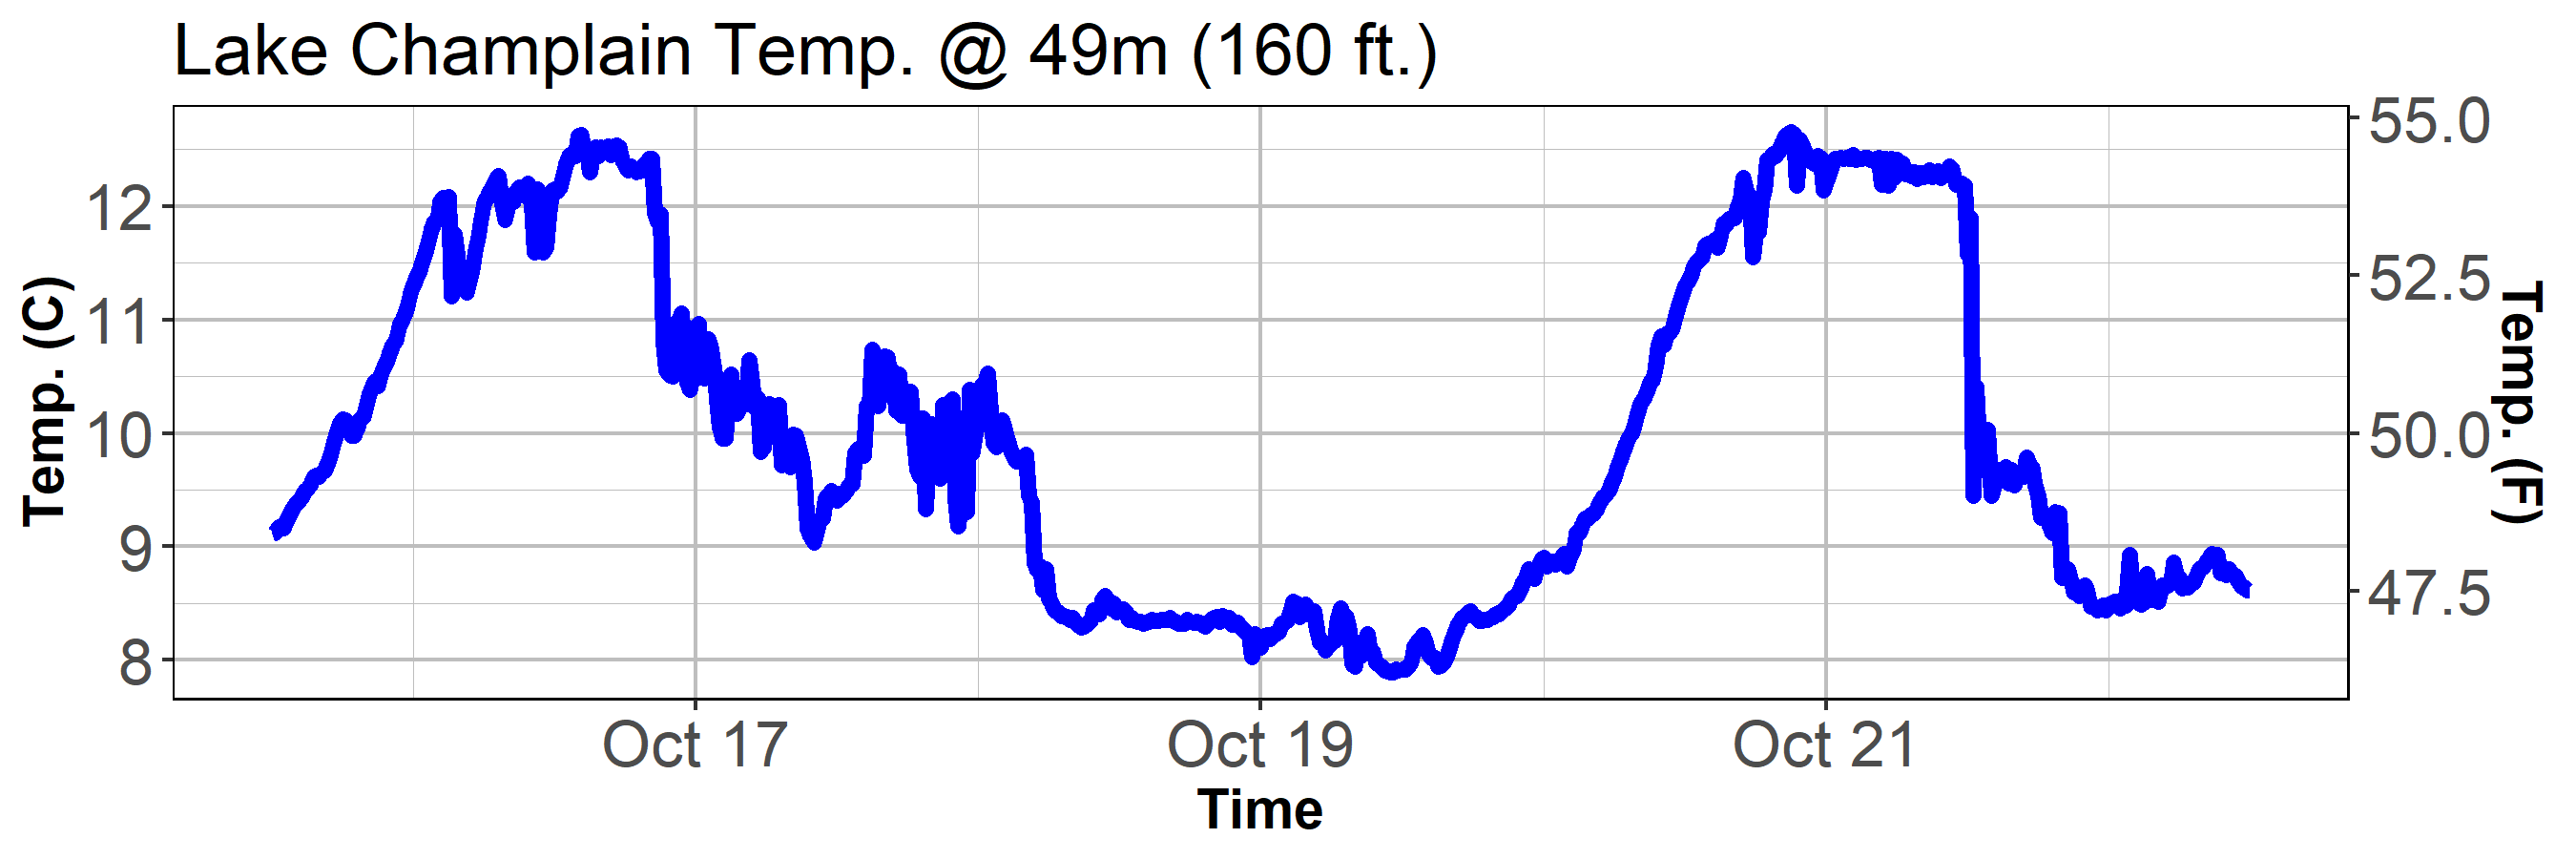 Lake Champlain Temp. @ 49m (160 ft.)
Temp. (C)
12
11
10
9
8
55.0
52.5
50.0
47.5
Temp. (F)
Oct 17
Oct 19
Oct 21
Time